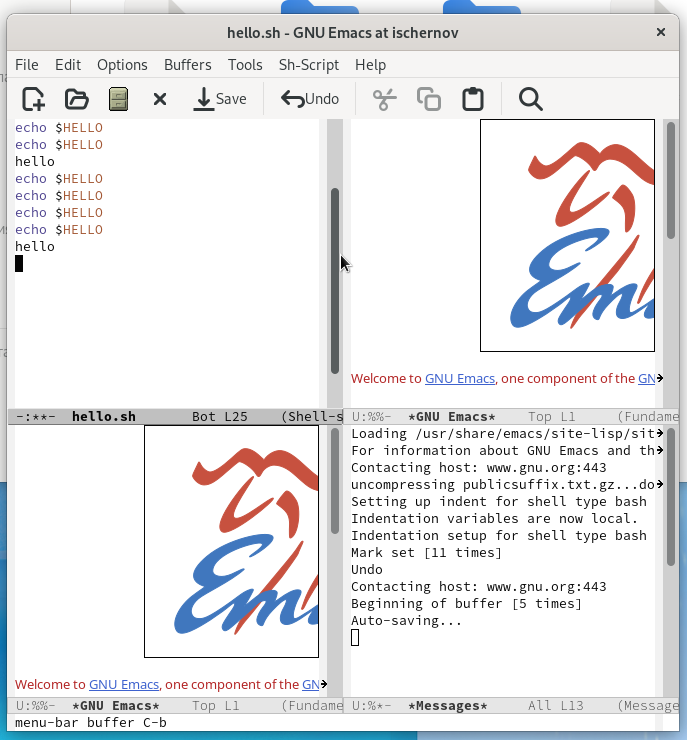 hello.sh - GNU Emacs at ischernov
File Edit Options Buffers Tools Sh-Script Help
Save Undo
echo $HELLO
echo $HELLO
hello
echo $HELLO
echo $HELLO
echo $HELLO
echo $HELLO
hello
-:**- hello.sh Bot L25 (Shell-s
Em
Welcome to GNU Emacs, one component of the GN
U:%%- *GNU Emacs* Top L1 (Fundame
Em
Welcome to GNU Emacs, one component of the GN
U:%%- *GNU Emacs* Top L1 (Fundame
Loading /usr/share/emacs/site-lisp/sit
For information about GNU Emacs and th
Contacting host: www.gnu.org:443
uncompressing publicsuffix.txt.gz...do
Setting up indent for shell type bash
Indentation variables are now local.
Indentation setup for shell type bash
Mark set [11 times]
Undo
Contacting host: www.gnu.org:443
Beginning of buffer [5 times]
Auto-saving...
U:%*- *Messages* All L13 (Message
menu-bar buffer C-b